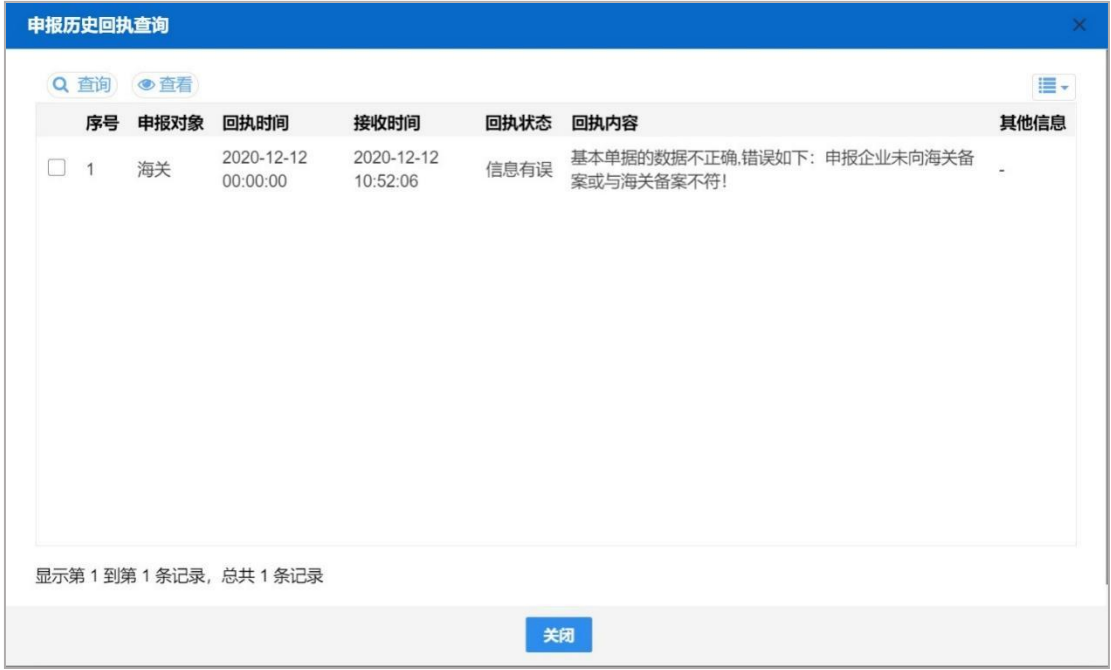 申报历史回执查询
查询 查看
序号 申报对象 回执时间 接收时间 回执状态 回执内容 其他信息
1 海关 2020-12-12 00:00:00 2020-12-12 10:52:06 信息有误 基本单据的数据不正确,错误如下：申报企业未向海关备案或与海关备案不符! -
显示第 1 到第 1 条记录，总共 1 条记录
关闭